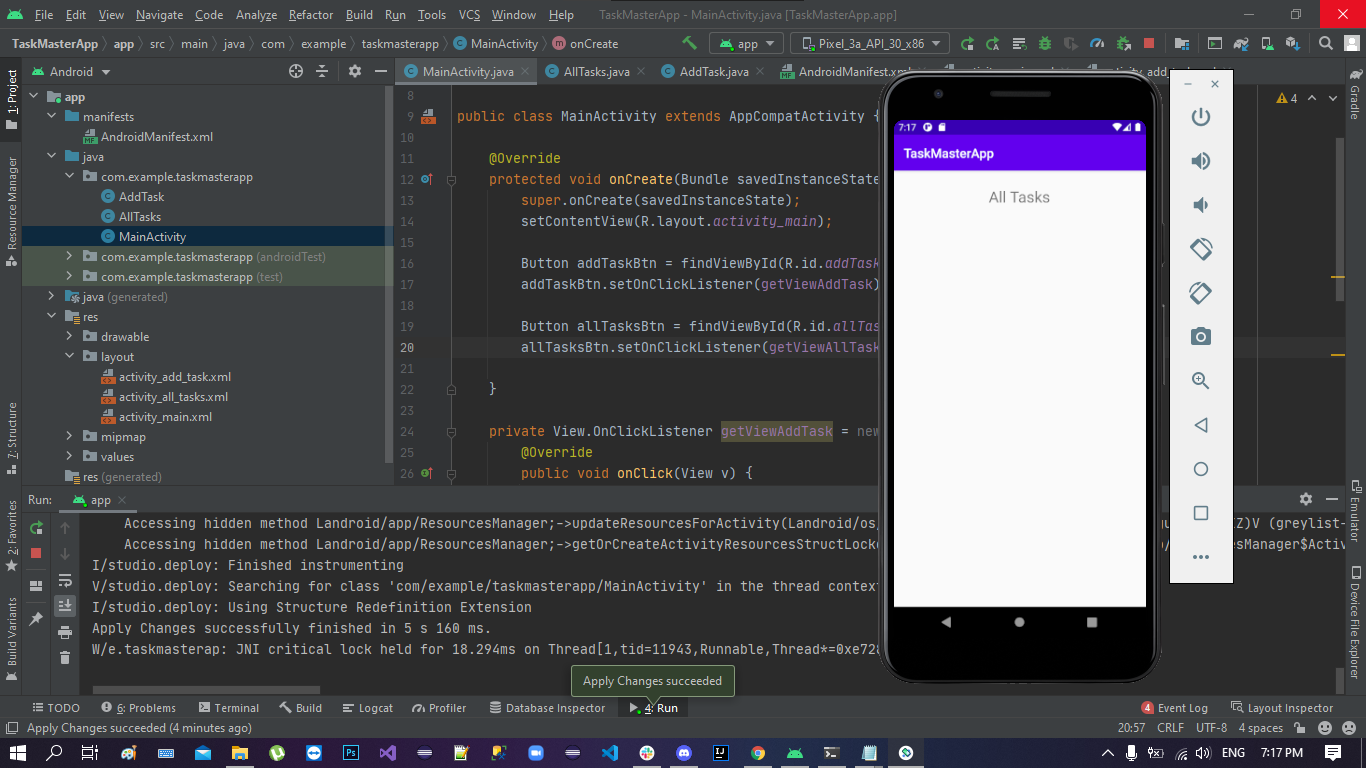 File Edit View Navigate Code Analyze Refactor Build Run Tools VCS Window Help TaskMasterApp - MainActivity.java [TaskMasterApp.app]
TaskMasterApp app src main java com example taskmasterapp MainActivity onCreate app Pixel_3a_API_30_x86
Android
MainActivity.java AllTasks.java AddTask.java AndroidManifest.xml
1: Project
Resource Manager
7: Structure
2: Favorites
Build Variants
app
manifests
AndroidManifest.xml
java
com.example.taskmasterapp
AddTask
AllTasks
MainActivity
com.example.taskmasterapp (androidTest)
com.example.taskmasterapp (test)
java (generated)
res
drawable
layout
activity_add_task.xml
activity_all_tasks.xml
activity_main.xml
mipmap
values
res (generated)
8
9 public class MainActivity extends AppCompatActivity {
10
11 @Override
12 protected void onCreate(Bundle savedInstanceState
13 super.onCreate(savedInstanceState);
14 setContentView(R.layout.activity_main);
15
16 Button addTaskBtn = findViewById(R.id.addTask
17 addTaskBtn.setOnClickListener(getViewAddTask)
18
19 Button allTasksBtn = findViewById(R.id.allTas
20 allTasksBtn.setOnClickListener(getViewAllTask
21
22 }
23
24 private View.OnClickListener getViewAddTask = new
25 @Override
26 public void onClick(View v) {
4
7:17
TaskMasterApp
All Tasks
Gradle
Emulator
Device File Explorer
Run: app
Accessing hidden method Landroid/app/ResourcesManager;->updateResourcesForActivity(Landroid/os, ZZ)V (greylist-
Accessing hidden method Landroid/app/ResourcesManager;->getOrCreateActivityResourcesStructLocke esManager$Activ
I/studio.deploy: Finished instrumenting
V/studio.deploy: Searching for class 'com/example/taskmasterapp/MainActivity' in the thread context
I/studio.deploy: Using Structure Redefinition Extension
Apply Changes successfully finished in 5 s 160 ms.
W/e.taskmasterap: JNI critical lock held for 18.294ms on Thread[1,tid=11943,Runnable,Thread*=0xe728
Apply Changes succeeded
TODO 6: Problems Terminal Build Logcat Profiler Database Inspector 4: Run 4 Event Log Layout Inspector
Apply Changes succeeded (4 minutes ago) 20:57 CRLF UTF-8 4 spaces
ENG 7:17 PM